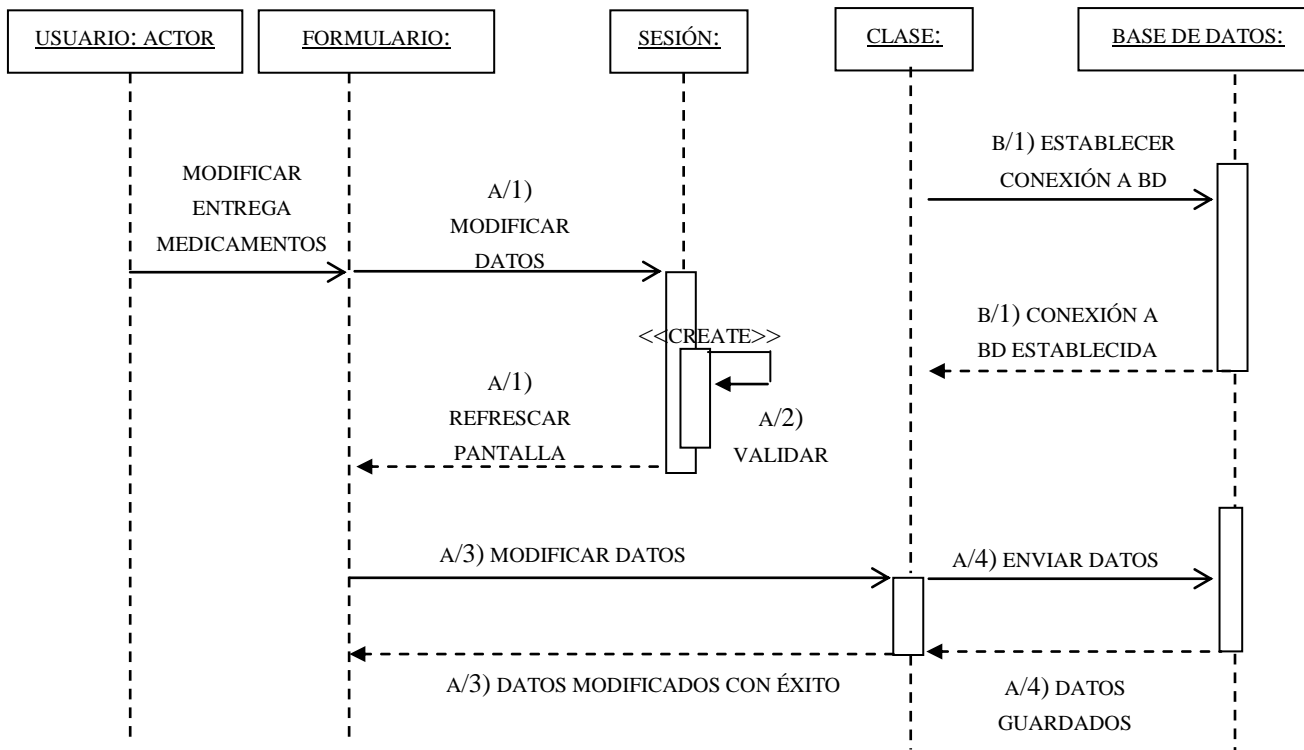 USUARIO: ACTOR
FORMULARIO:
SESIÓN:
CLASE:
BASE DE DATOS:
B/1) ESTABLECER
CONEXIÓN A BD
MODIFICAR
ENTREGA
MEDICAMENTOS
A/1)
MODIFICAR
DATOS
<<CREATE>>
B/1) CONEXIÓN A
BD ESTABLECIDA
A/1)
REFRESCAR
PANTALLA
A/2)
VALIDAR
A/3) MODIFICAR DATOS
A/4) ENVIAR DATOS
A/3) DATOS MODIFICADOS CON ÉXITO
A/4) DATOS
GUARDADOS